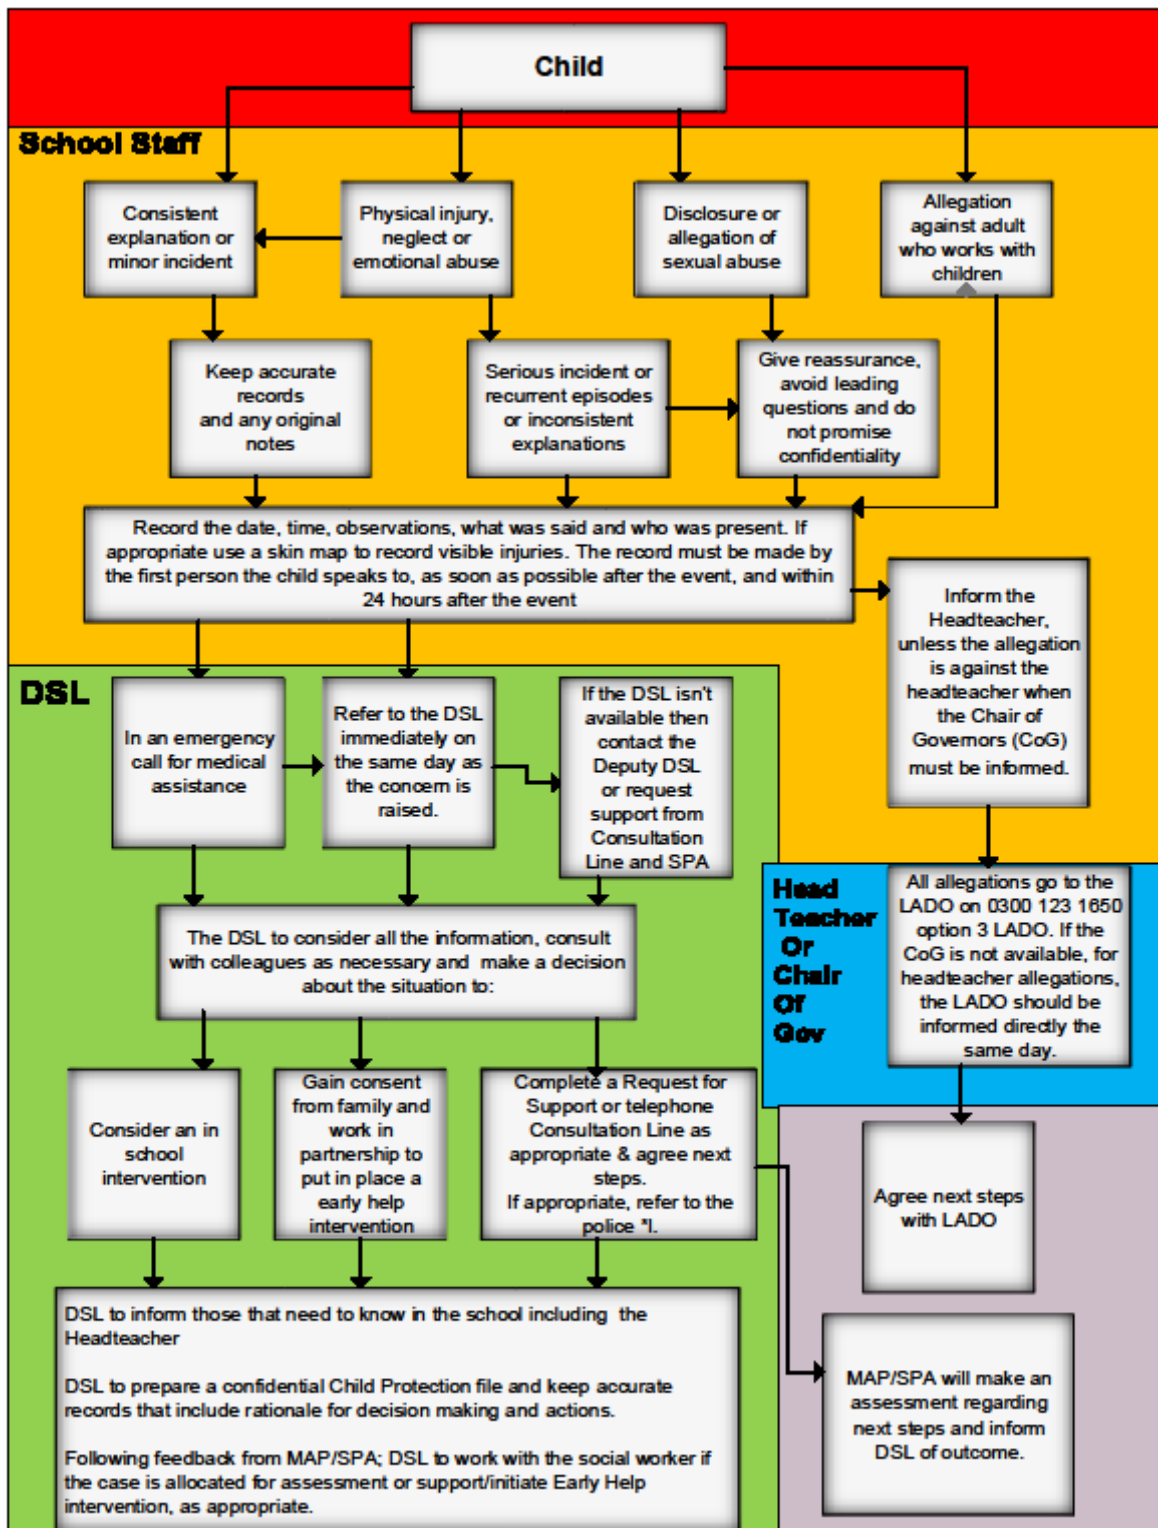 Child
School Staff
Consistent
explanation or
minor incident
Physical injury,
neglect or
emotional abuse
Disclosure or
allegation of
sexual abuse
Allegation
against adult
who works with
children
Keep accurate
records
and any original
notes
Serious incident or
recurrent episodes
or inconsistent
explanations
Give reassurance,
avoid leading
questions and do
not promise
confidentiality
Record the date, time, observations, what was said and who was present. If
appropriate use a skin map to record visible injuries. The record must be made by
the first person the child speaks to, as soon as possible after the event, and within
24 hours after the event
Inform the
Headteacher,
unless the allegation
is against the
headteacher when
the Chair of
Governors (CoG)
must be informed.
DSL
In an emergency
call for medical
assistance
Refer to the DSL
immediately on
the same day as
the concern is
raised.
If the DSL isn't
available then
contact the
Deputy DSL
or request
support from
Consultation
Line and SPA
Head
Teacher
Or
Chair
Of
Gov
All allegations go to the
LADO on 0300 123 1650
option 3 LADO. If the
CoG is not available, for
headteacher allegations,
the LADO should be
informed directly the
same day.
The DSL to consider all the information, consult
with colleagues as necessary and make a decision
about the situation to:
Consider an in
school
intervention
Gain consent
from family and
work in
partnership to
put in place a
early help
intervention
Complete a Request for
Support or telephone
Consultation Line as
appropriate & agree next
steps.
If appropriate, refer to the
police *I.
Agree next steps
with LADO
DSL to inform those that need to know in the school including the
Headteacher
DSL to prepare a confidential Child Protection file and keep accurate
records that include rationale for decision making and actions.
Following feedback from MAP/SPA; DSL to work with the social worker if
the case is allocated for assessment or support/initiate Early Help
intervention, as appropriate.
MAP/SPA will make an
assessment regarding
next steps and inform
DSL of outcome.